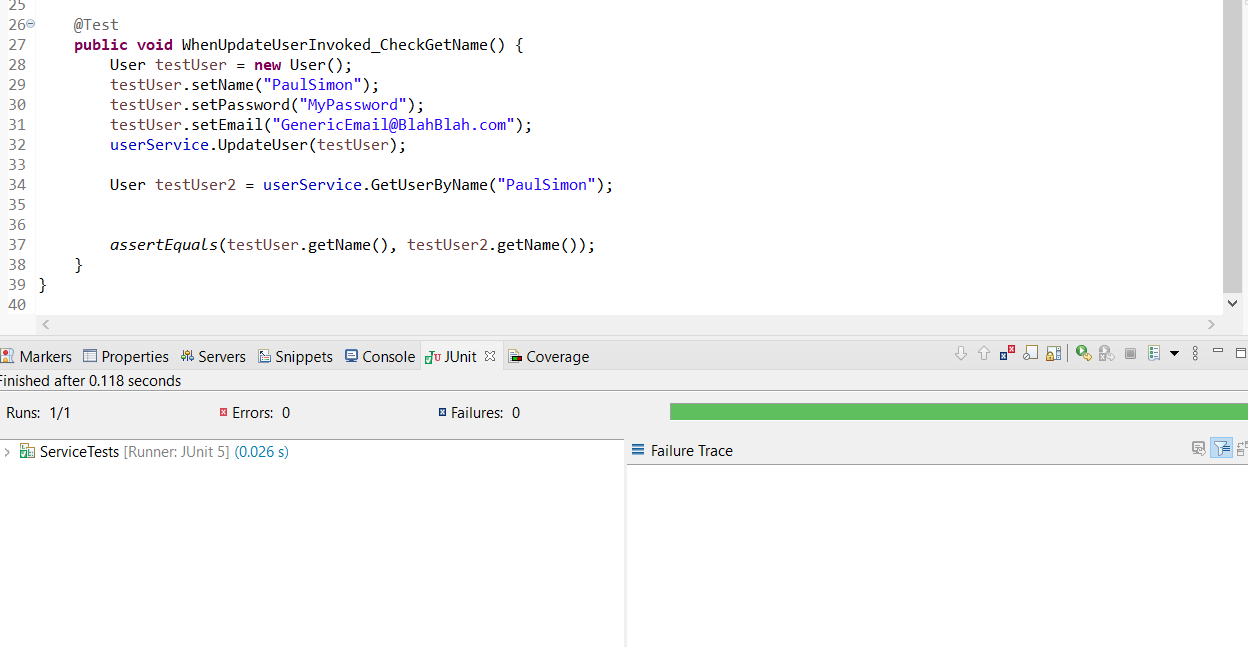 25
26 @Test
27 public void WhenUpdateUserInvoked_CheckGetName() {
28 User testUser = new User();
29 testUser.setName("PaulSimon");
30 testUser.setPassword("MyPassword");
31 testUser.setEmail("GenericEmail@BlahBlah.com");
32 userService.UpdateUser(testUser);
33
34 User testUser2 = userService.GetUserByName("PaulSimon");
35
36
37 assertEquals(testUser.getName(), testUser2.getName());
38 }
39 }
40
Markers Properties Servers Snippets Console JUnit Coverage
Finished after 0.118 seconds
Runs: 1/1 Errors: 0 Failures: 0
ServiceTests [Runner: JUnit 5] (0.026 s)
Failure Trace